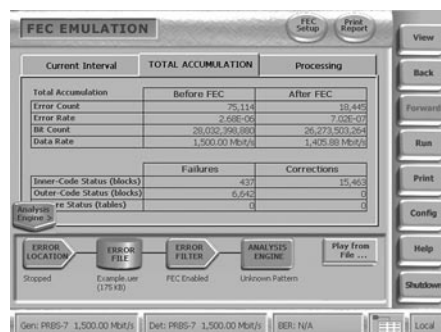 FEC EMULATION
FEC Setup
Print Report
View
Current Interval
TOTAL ACCUMULATION
Processing
Back
Total Accumulation
Before FEC
After FEC
Error Count
75,114
18,445
Error Rate
2.68E-06
7.02E-07
Forward
Bit Count
28,032,398,880
26,273,503,264
Data Rate
1,500.00 Mbit/s
1,405.88 Mbit/s
Run
Failures
Corrections
Inner-Code Status (blocks)
437
15,463
Print
Outer-Code Status (blocks)
6,642
0
re Status (tables)
0
0
Analysis Engine >
Config
ERROR LOCATION
ERROR FILE
ERROR FILTER
ANALYSIS ENGINE
Play from File ...
Help
Stopped
Example.uer (175 KB)
FEC Enabled
Unknown Pattern
Shutdown
Gen: PRBS-7 1,500.00 Mbit/s
Det: PRBS-7 1,500.00 Mbit/s
BER: N/A
Local